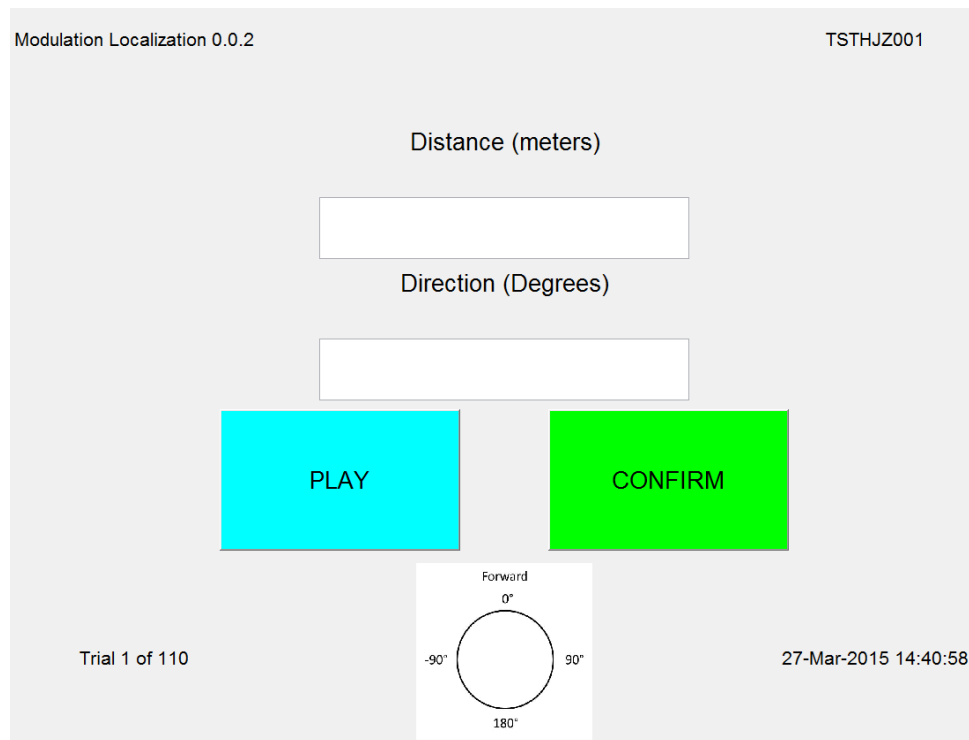 Modulation Localization 0.0.2 TSTHJZ001
Distance (meters)
Direction (Degrees)
PLAY CONFIRM
Forward
0°
Trial 1 of 110 -90° 90° 27-Mar-2015 14:40:58
180°